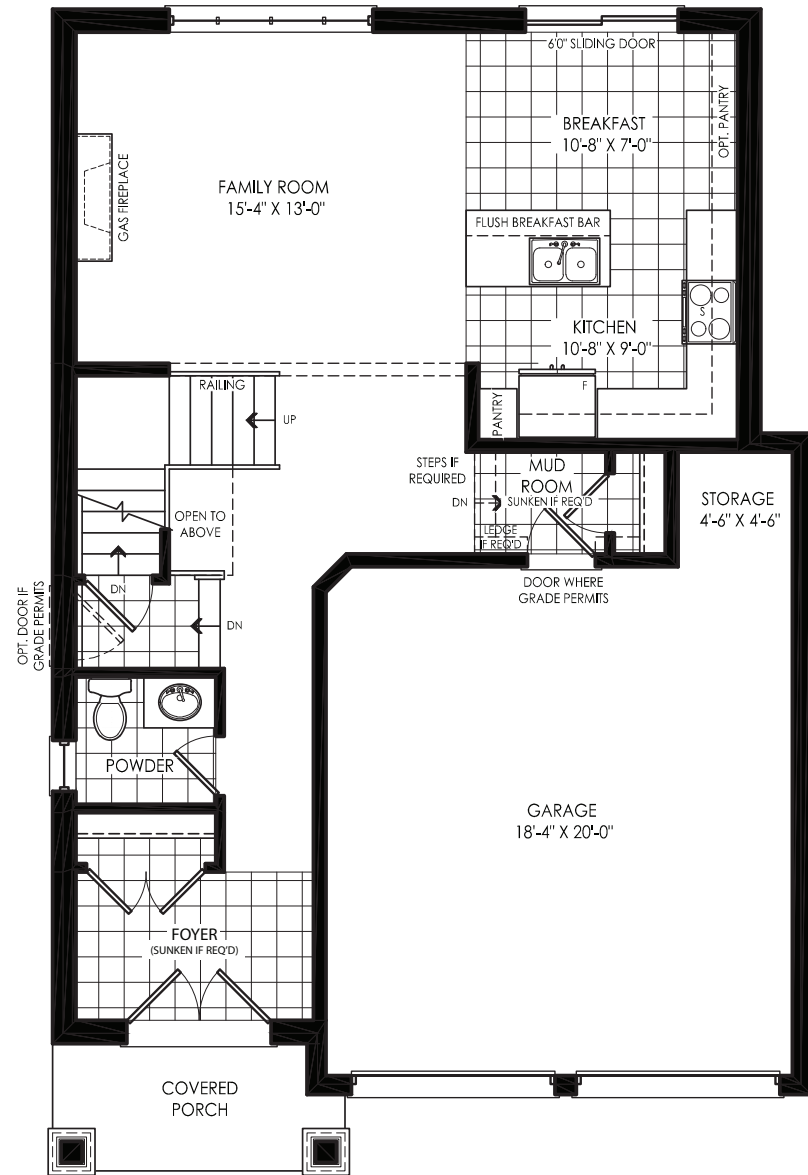 6'0" SLIDING DOOR
BREAKFAST
10'-8" X 7'-0"
OPT. PANTRY
FAMILY ROOM
15'-4" X 13'-0"
GAS FIREPLACE
FLUSH BREAKFAST BAR
S
KITCHEN
10'-8" X 9'-0"
F
PANTRY
RAILING
UP
STEPS IF
REQUIRED
DN
MUD
ROOM
SUNKEN IF REQ'D
LEDGE
IF REQ'D
STORAGE
4'-6" X 4'-6"
OPEN TO
ABOVE
DOOR WHERE
GRADE PERMITS
DN
DN
OPT. DOOR IF
GRADE PERMITS
POWDER
GARAGE
18'-4" X 20'-0"
FOYER
(SUNKEN IF REQ'D)
COVERED
PORCH